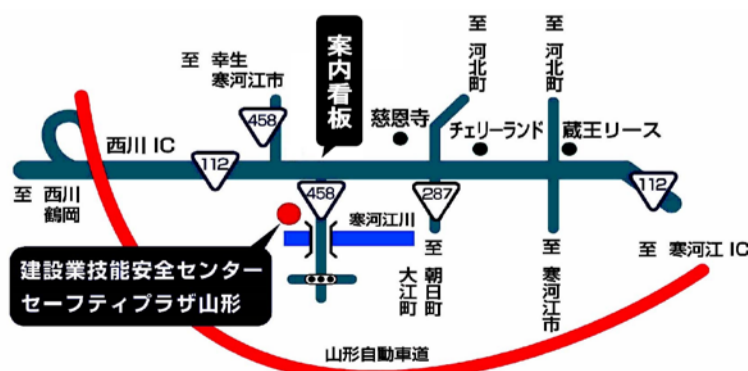 至 幸生
寒河江市
案内看板
至 河北町
至 河北町
458
慈恩寺
チェリーランド
蔵王リース
西川 IC
112
至 西川
鶴岡
458
寒河江川
287
112
建設業技能安全センター
セーフティプラザ山形
至 朝日町
大江町
至 寒河江市
至 寒河江 IC
山形自動車道